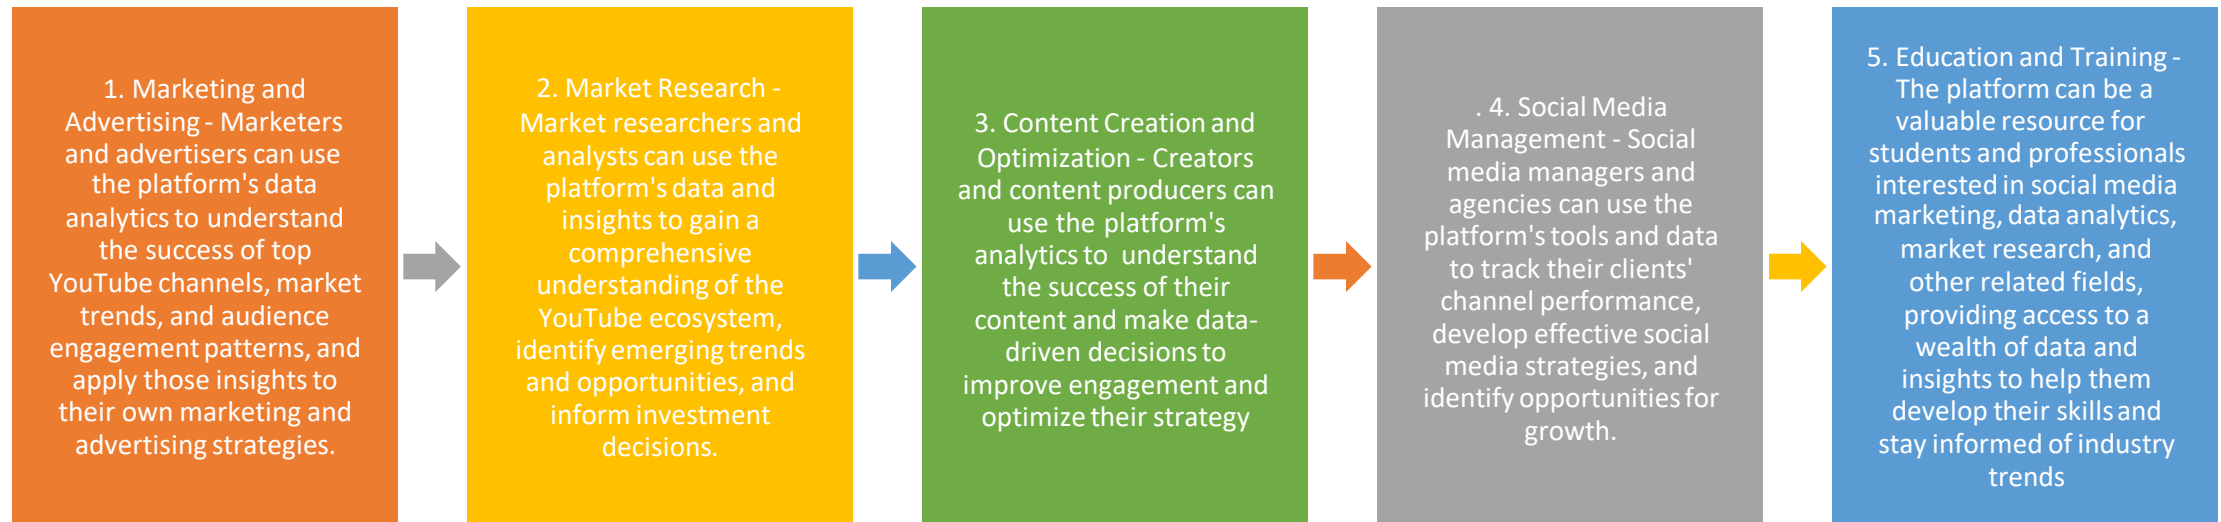 1. Marketing and
Advertising - Marketers
and advertisers can use
the platform's data
analytics to understand
the success of top
YouTube channels, market
trends, and audience
engagement patterns, and
apply those insights to
their own marketing and
advertising strategies.
2. Market Research -
Market researchers and
analysts can use the
platform's data and
insights to gain a
comprehensive
understanding of the
YouTube ecosystem,
identify emerging trends
and opportunities, and
inform investment
decisions.
3. Content Creation and
Optimization - Creators
and content producers can
use the platform's
analytics to understand
the success of their
content and make data-
driven decisions to
improve engagement and
optimize their strategy
. 4. Social Media
Management - Social
media managers and
agencies can use the
platform's tools and data
to track their clients'
channel performance,
develop effective social
media strategies, and
identify opportunities for
growth.
5. Education and Training -
The platform can be a
valuable resource for
students and professionals
interested in social media
marketing, data analytics,
market research, and
other related fields,
providing access to a
wealth of data and
insights to help them
develop their skills and
stay informed of industry
trends